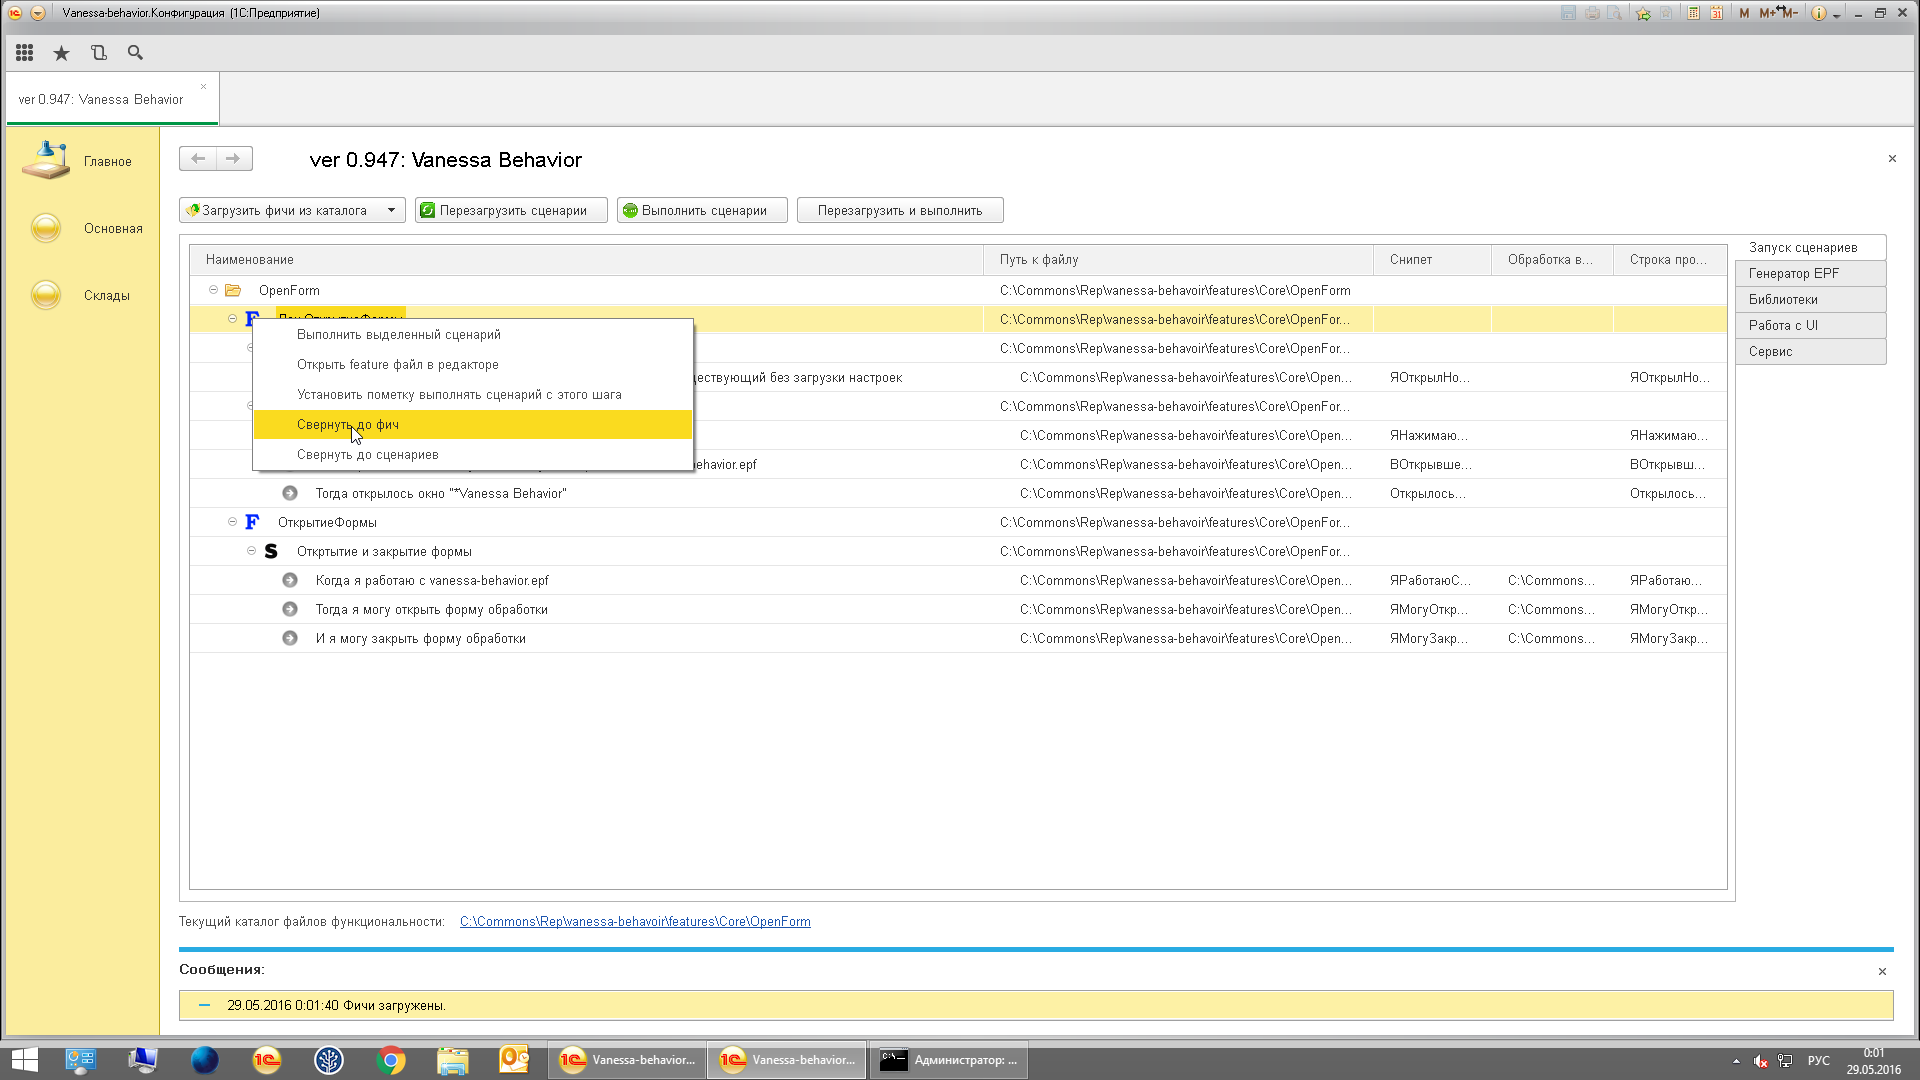 Vanessa-behavior.Конфигурация (1С:Предприятие)
31 M M+ M-
ver 0.947: Vanessa Behavior
Главное
Основная
Склады
ver 0.947: Vanessa Behavior
Загрузить фичи из каталога
Перезагрузить сценарии
Выполнить сценарии
Перезагрузить и выполнить
Запуск сценариев
Генератор EPF
Библиотеки
Работа с UI
Сервис
Наименование Путь к файлу Снипет Обработка в... Строка про...
OpenForm C:\Commons\Rep\vanessa-behavoir\features\Core\OpenForm
F C:\Commons\Rep\vanessa-behavoir\features\Core\OpenFor...
C:\Commons\Rep\vanessa-behavoir\features\Core\OpenFor...
ществующий без загрузки настроек C:\Commons\Rep\vanessa-behavoir\features\Core\Open... ЯОткрылНо... ЯОткрылНо...
C:\Commons\Rep\vanessa-behavoir\features\Core\OpenFor...
C:\Commons\Rep\vanessa-behavoir\features\Core\Open... ЯНажимаю... ЯНажимаю...
ehavior.epf C:\Commons\Rep\vanessa-behavoir\features\Core\Open... ВОткрывше... ВОткрывш...
Тогда открылось окно "*Vanessa Behavior" C:\Commons\Rep\vanessa-behavoir\features\Core\Open... Открылось... Открылось...
F ОткрытиеФормы C:\Commons\Rep\vanessa-behavoir\features\Core\OpenFor...
S Откртытие и закрытие формы C:\Commons\Rep\vanessa-behavoir\features\Core\OpenFor...
Когда я работаю с vanessa-behavior.epf C:\Commons\Rep\vanessa-behavoir\features\Core\Open... ЯРаботаюС... C:\Commons... ЯРаботаю...
Тогда я могу открыть форму обработки C:\Commons\Rep\vanessa-behavoir\features\Core\Open... ЯМогуОткр... C:\Commons... ЯМогуОткр...
И я могу закрыть форму обработки C:\Commons\Rep\vanessa-behavoir\features\Core\Open... ЯМогуЗакр... C:\Commons... ЯМогуЗакр...
Выполнить выделенный сценарий
Открыть feature файл в редакторе
Установить пометку выполнять сценарий с этого шага
Свернуть до фич
Свернуть до сценариев
Текущий каталог файлов функциональности: C:\Commons\Rep\vanessa-behavoir\features\Core\OpenForm
Сообщения:
29.05.2016 0:01:40 Фичи загружены.
Vanessa-behavior...
Vanessa-behavior...
Администратор: ...
РУС
0:01
29.05.2016